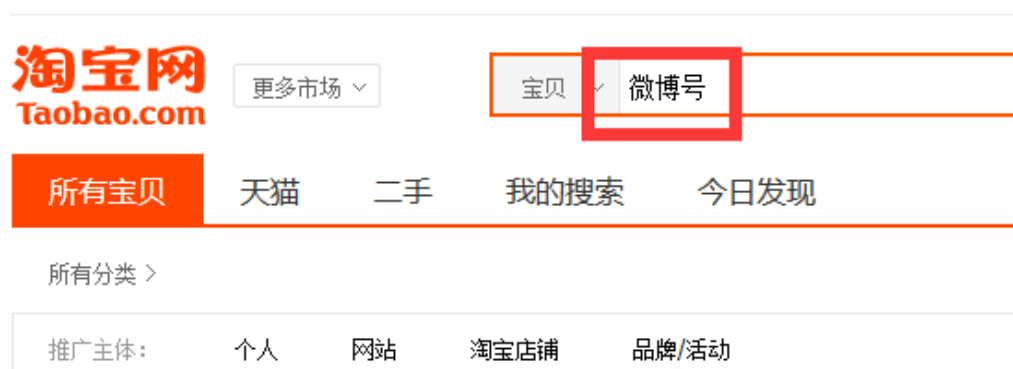 淘宝网
Taobao.com
更多市场
宝贝 微博号
所有宝贝 天猫 二手 我的搜索 今日发现
所有分类 >
推广主体： 个人 网站 淘宝店铺 品牌/活动